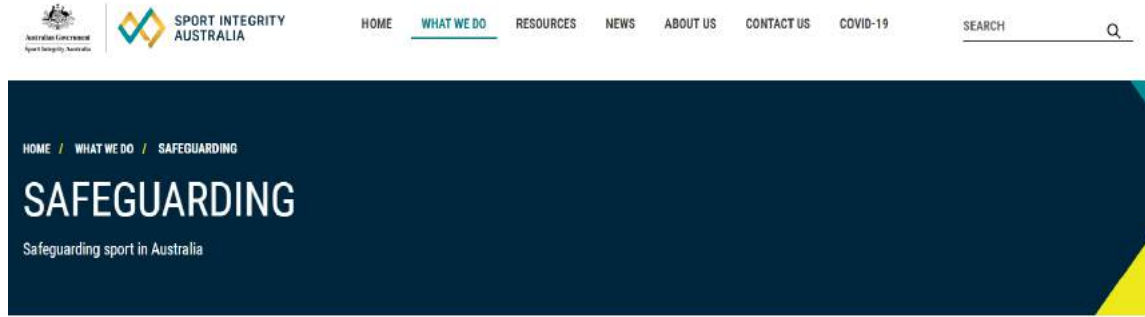 Australian Government
Sport Integrity Australia
SPORT INTEGRITY
AUSTRALIA
HOME
WHAT WE DO
RESOURCES
NEWS
ABOUT US
CONTACT US
COVID-19
SEARCH
HOME / WHAT WE DO / SAFEGUARDING
SAFEGUARDING
Safeguarding sport in Australia